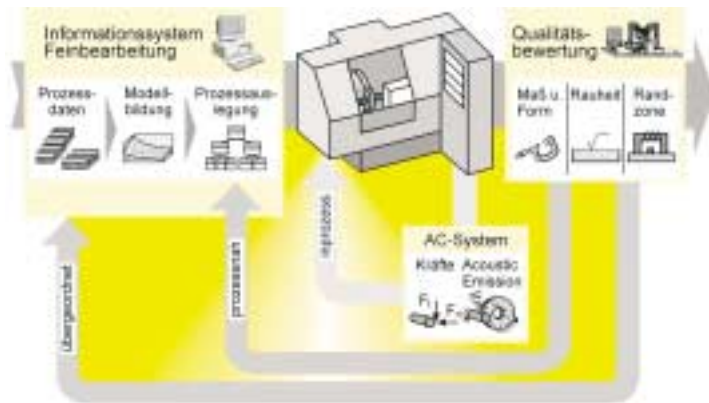 Informationssystem
Feinbearbeitung
Prozess-
daten
Modell-
bildung
Prozessaus-
legung
Qualitäts-
bewertung
Maß u.
Form
Rauheit
Rand-
zone
AC-System
Kräfte
Acoustic
Emission
übergeordnet
prozessnah
inprozess